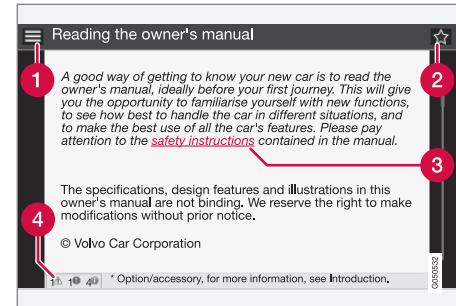 Reading the owner's manual
1
2
A good way of getting to know your new car is to read the
owner's manual, ideally before your first journey. This will give
you the opportunity to familiarise yourself with new functions,
to see how best to handle the car in different situations, and
to make the best use of all the car's features. Please pay
attention to the safety instructions contained in the manual.
3
The specifications, design features and illustrations in this
owner's manual are not binding. We reserve the right to make
modifications without prior notice.
4
© Volvo Car Corporation
1 1 4 * Option/accessory, for more information, see Introduction.
G050532